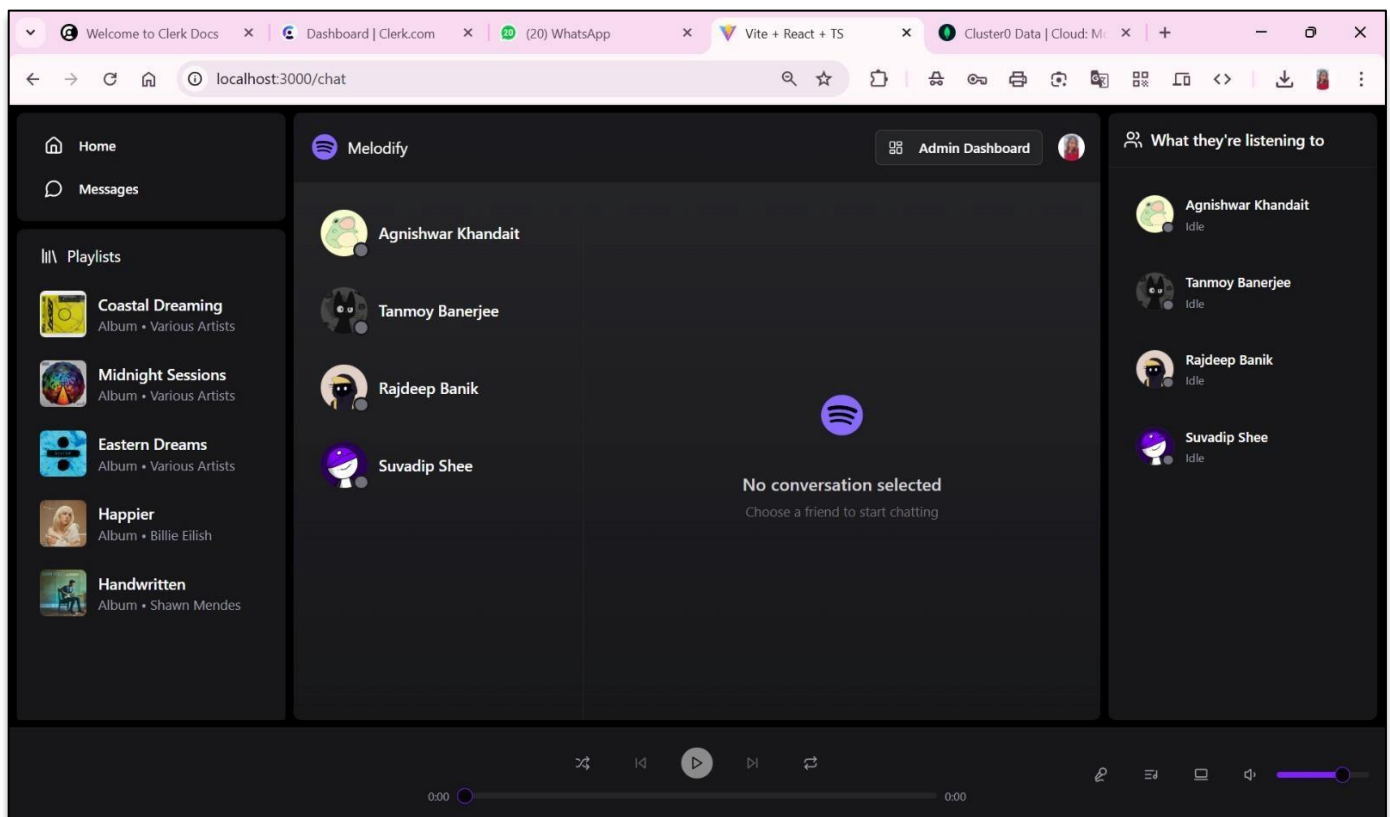 Welcome to Clerk Docs
Dashboard | Clerk.com
20
(20) WhatsApp
Vite + React + TS
Cluster0 Data | Cloud: Mc
localhost:3000/chat
Home
Messages
Playlists
Coastal Dreaming
Album • Various Artists
Midnight Sessions
Album • Various Artists
Eastern Dreams
Album • Various Artists
Happier
Album • Billie Eilish
Handwritten
Album • Shawn Mendes
Melodify
Admin Dashboard
Agnishwar Khandait
Tanmoy Banerjee
Rajdeep Banik
Suvadip Shee
No conversation selected
Choose a friend to start chatting
What they're listening to
Agnishwar Khandait
Idle
Tanmoy Banerjee
Idle
Rajdeep Banik
Idle
Suvadip Shee
Idle
0:00
0:00